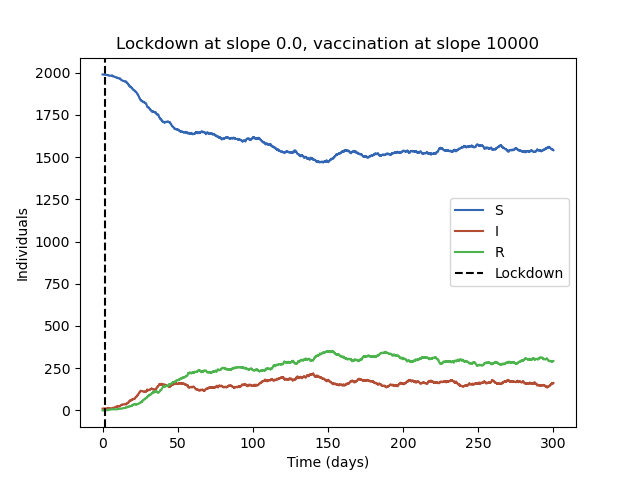 Lockdown at slope 0.0, vaccination at slope 10000
2000
1750
1500
1250
1000
750
500
250
0
Individuals
S
I
R
Lockdown
0 50 100 150 200 250 300
Time (days)